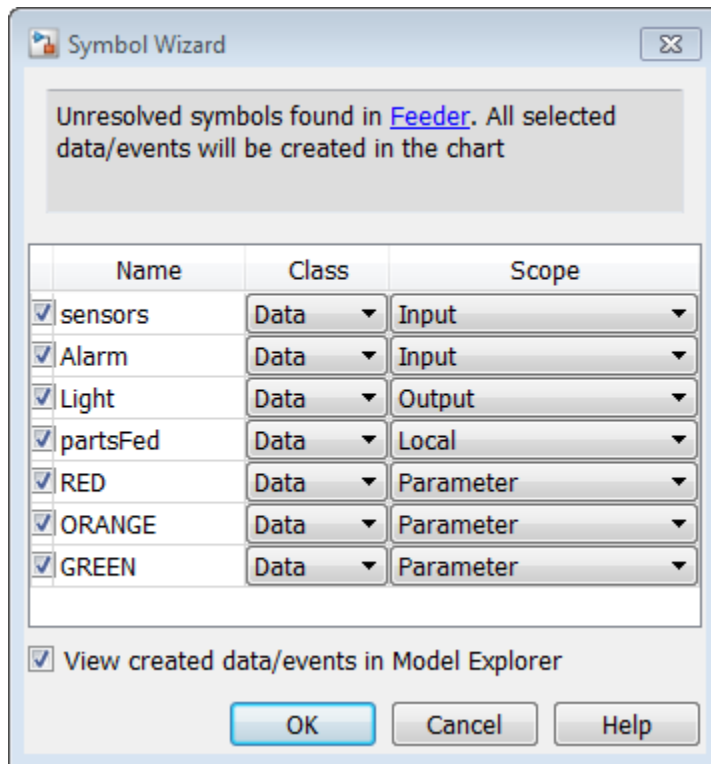 Symbol Wizard
Unresolved symbols found in Feeder. All selected
data/events will be created in the chart
Name Class Scope
sensors Data Input
Alarm Data Input
Light Data Output
partsFed Data Local
RED Data Parameter
ORANGE Data Parameter
GREEN Data Parameter
View created data/events in Model Explorer
OK Cancel Help